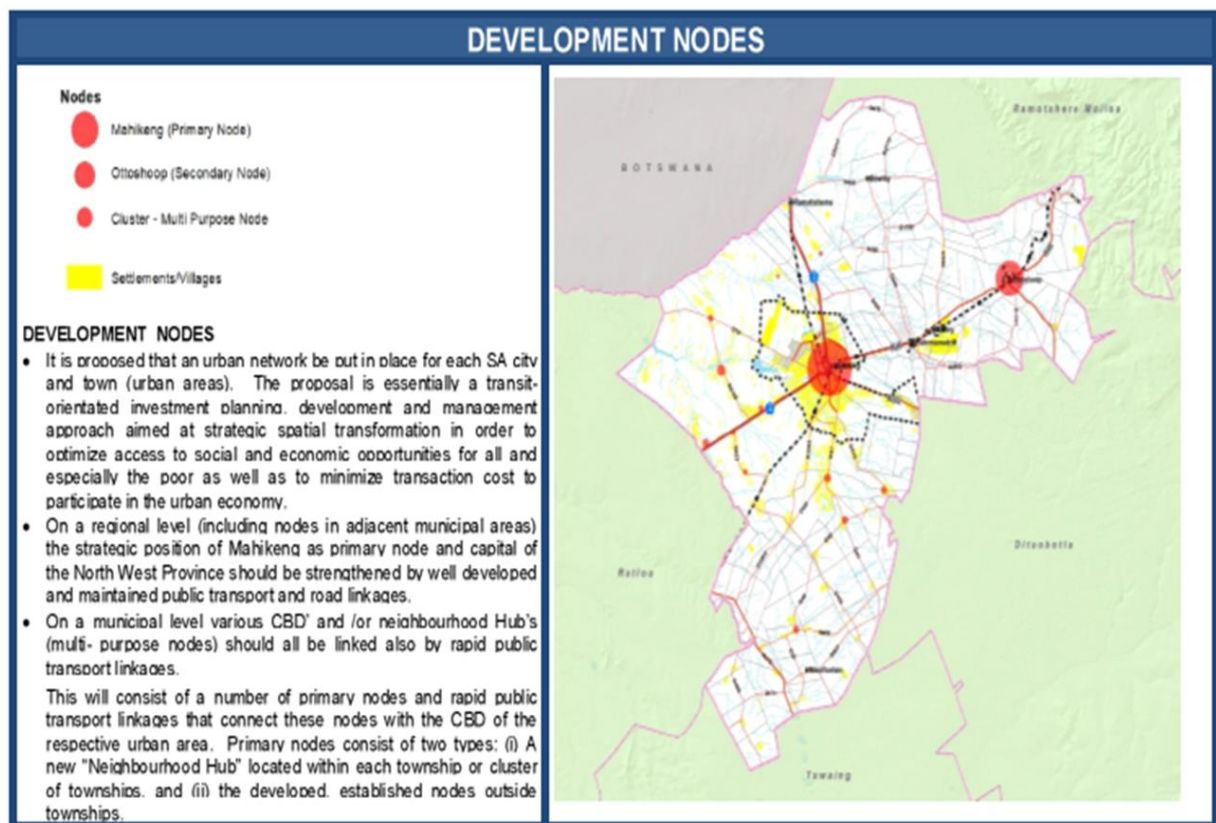 DEVELOPMENT NODES
Nodes
Mahikeng (Primary Node)
Ottoshoop (Secondary Node)
Cluster - Multi Purpose Node
Settlements/Villages
DEVELOPMENT NODES
• It is proposed that an urban network be put in place for each SA city
and town (urban areas). The proposal is essentially a transit-
orientated investment planning, development and management
approach aimed at strategic spatial transformation in order to
optimize access to social and economic opportunities for all and
especially the poor as well as to minimize transaction cost to
participate in the urban economy.
• On a regional level (including nodes in adjacent municipal areas)
the strategic position of Mahikeng as primary node and capital of
the North West Province should be strengthened by well developed
and maintained public transport and road linkages.
• On a municipal level various CBD' and /or neighbourhood Hub's
(multi- purpose nodes) should all be linked also by rapid public
transport linkages.
This will consist of a number of primary nodes and rapid public
transport linkages that connect these nodes with the CBD of the
respective urban area. Primary nodes consist of two types: (i) A
new "Neighbourhood Hub" located within each township or cluster
of townships, and (ii) the developed, established nodes outside
townships.
Ramotshere Moiloa
BOTSWANA
Ditsobotla
Ratlou
Tswaing